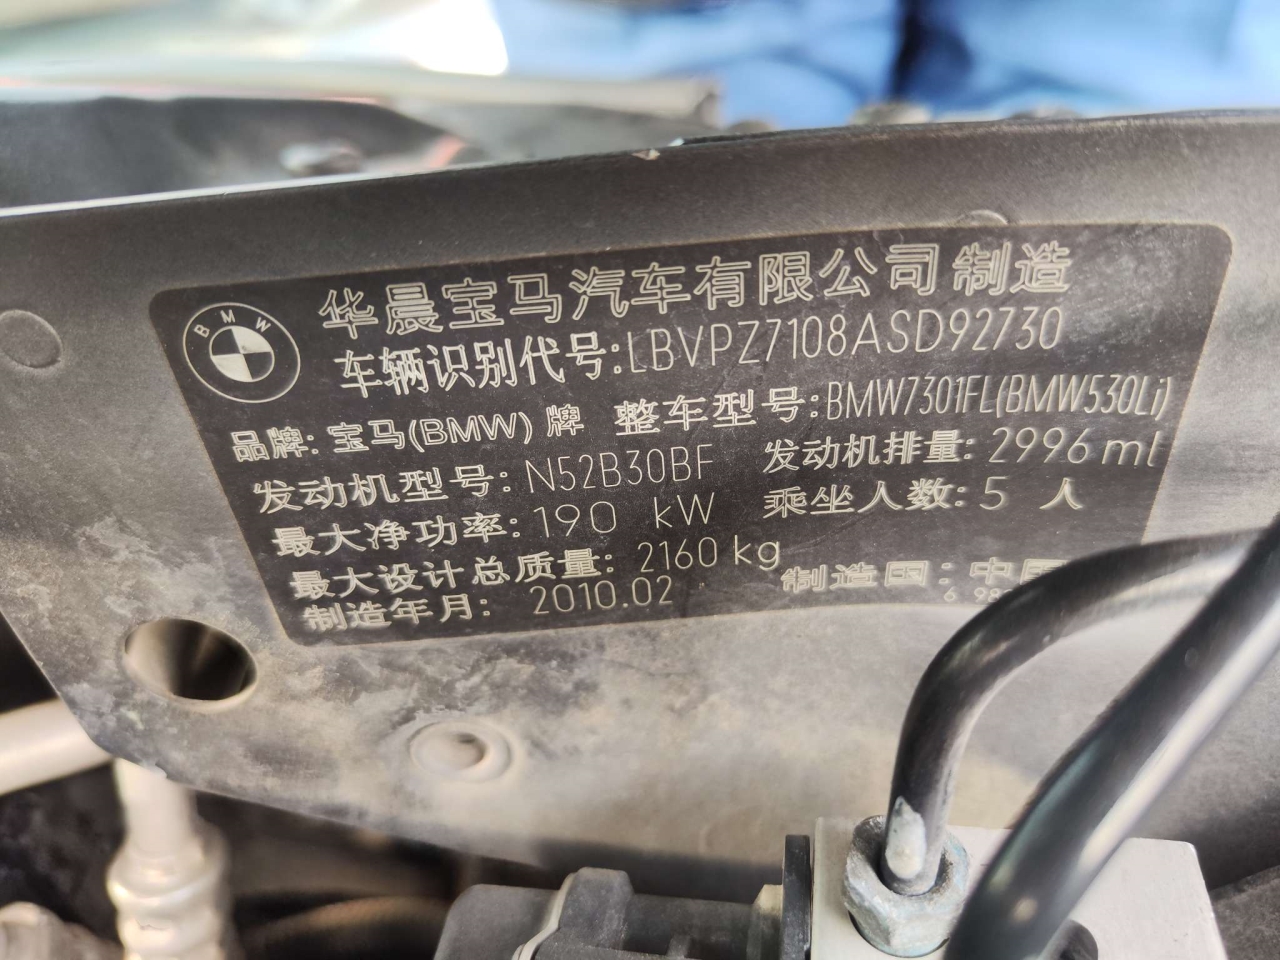 BMW
华晨宝马汽车有限公司 制造
车辆识别代号:LBVPZ7108ASD92730
品牌: 宝马(BMW) 牌 整车型号:BMW7301FL(BMW530Li)
发动机型号: N52B30BF 发动机排量: 2996 ml
最大净功率: 190 kW 乘坐人数: 5 人
最大设计总质量: 2160 kg
制造年月: 2010.02 制造国: 中国